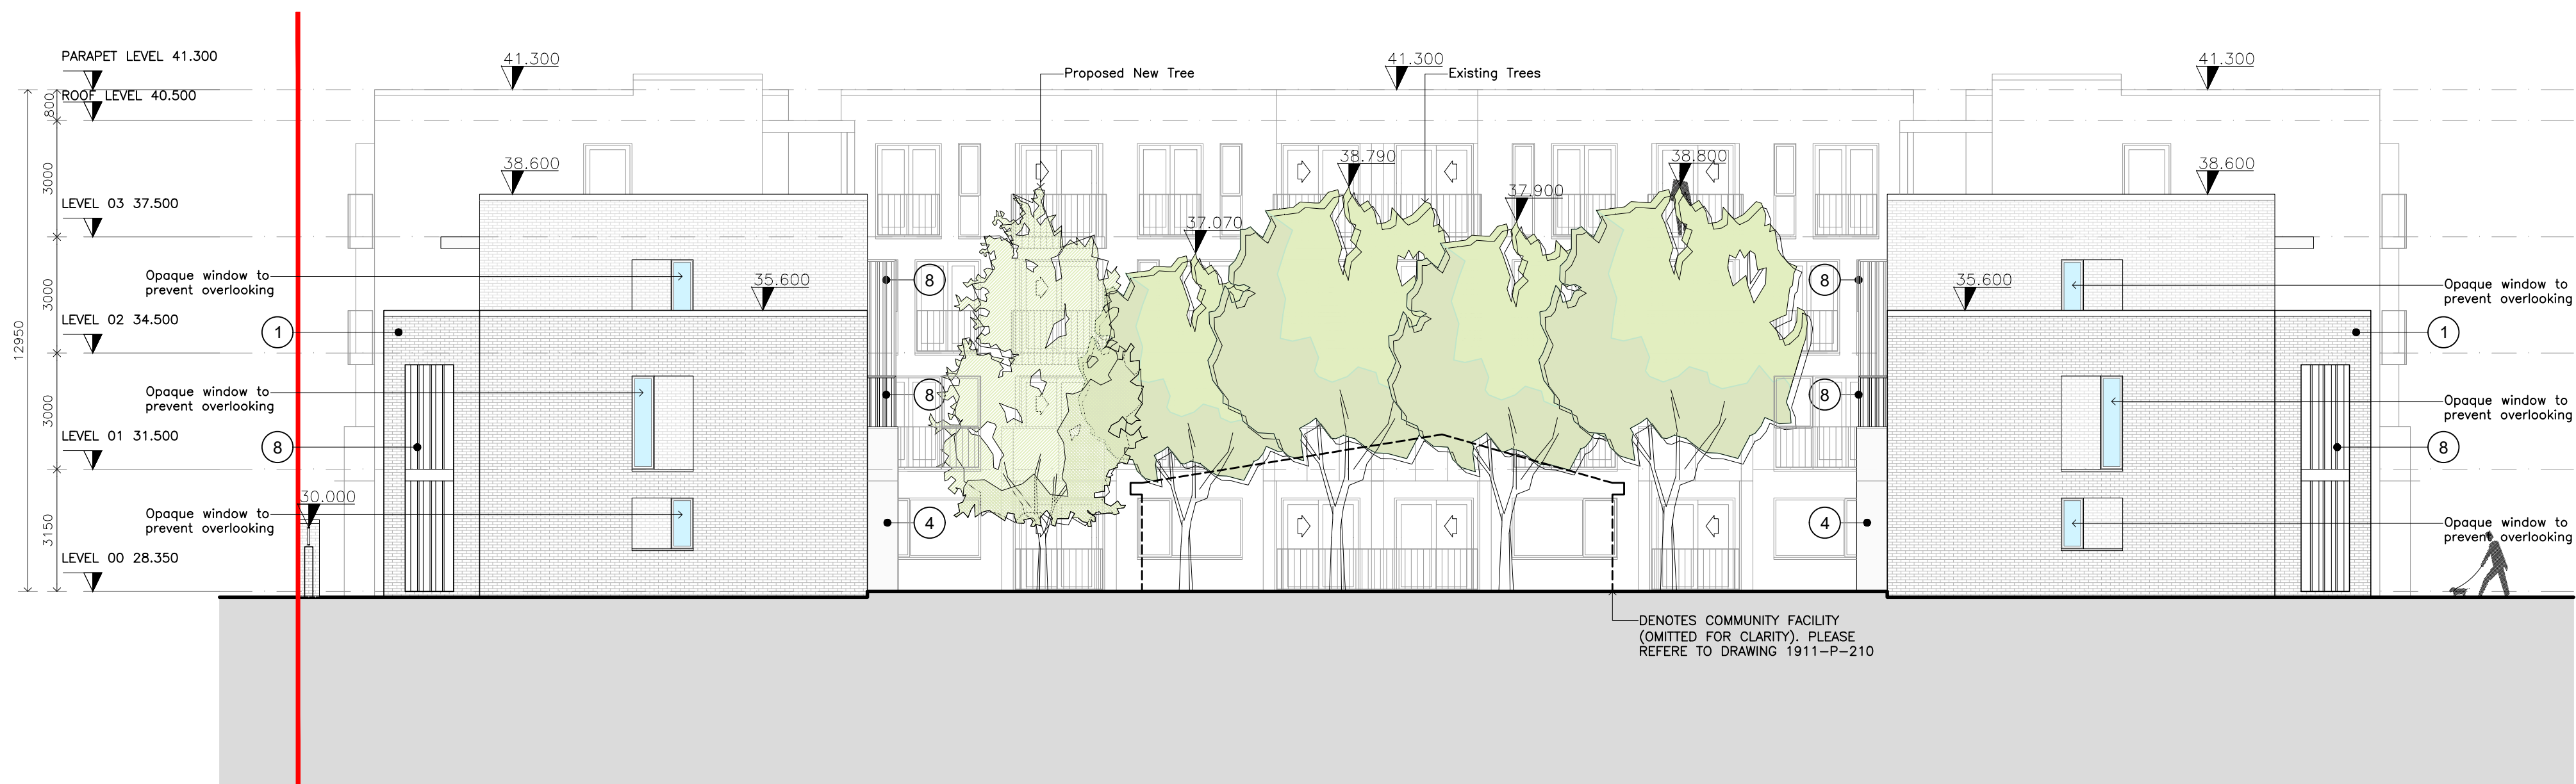 PARAPET LEVEL 41.300
ROOF LEVEL 40.500
LEVEL 03 37.500
LEVEL 02 34.500
LEVEL 01 31.500
LEVEL 00 28.350
12950
800
3000
3000
3000
3150
41.300
41.300
41.300
Proposed New Tree
Existing Trees
38.600
38.790
38.800
38.600
37.900
37.070
35.600
35.600
30.000
Opaque window to
prevent overlooking
Opaque window to
prevent overlooking
Opaque window to
prevent overlooking
1
8
8
8
4
8
8
4
1
8
Opaque window to
prevent overlooking
Opaque window to
prevent overlooking
Opaque window to
prevent overlooking
DENOTES COMMUNITY FACILITY
(OMITTED FOR CLARITY). PLEASE
REFERE TO DRAWING 1911-P-210